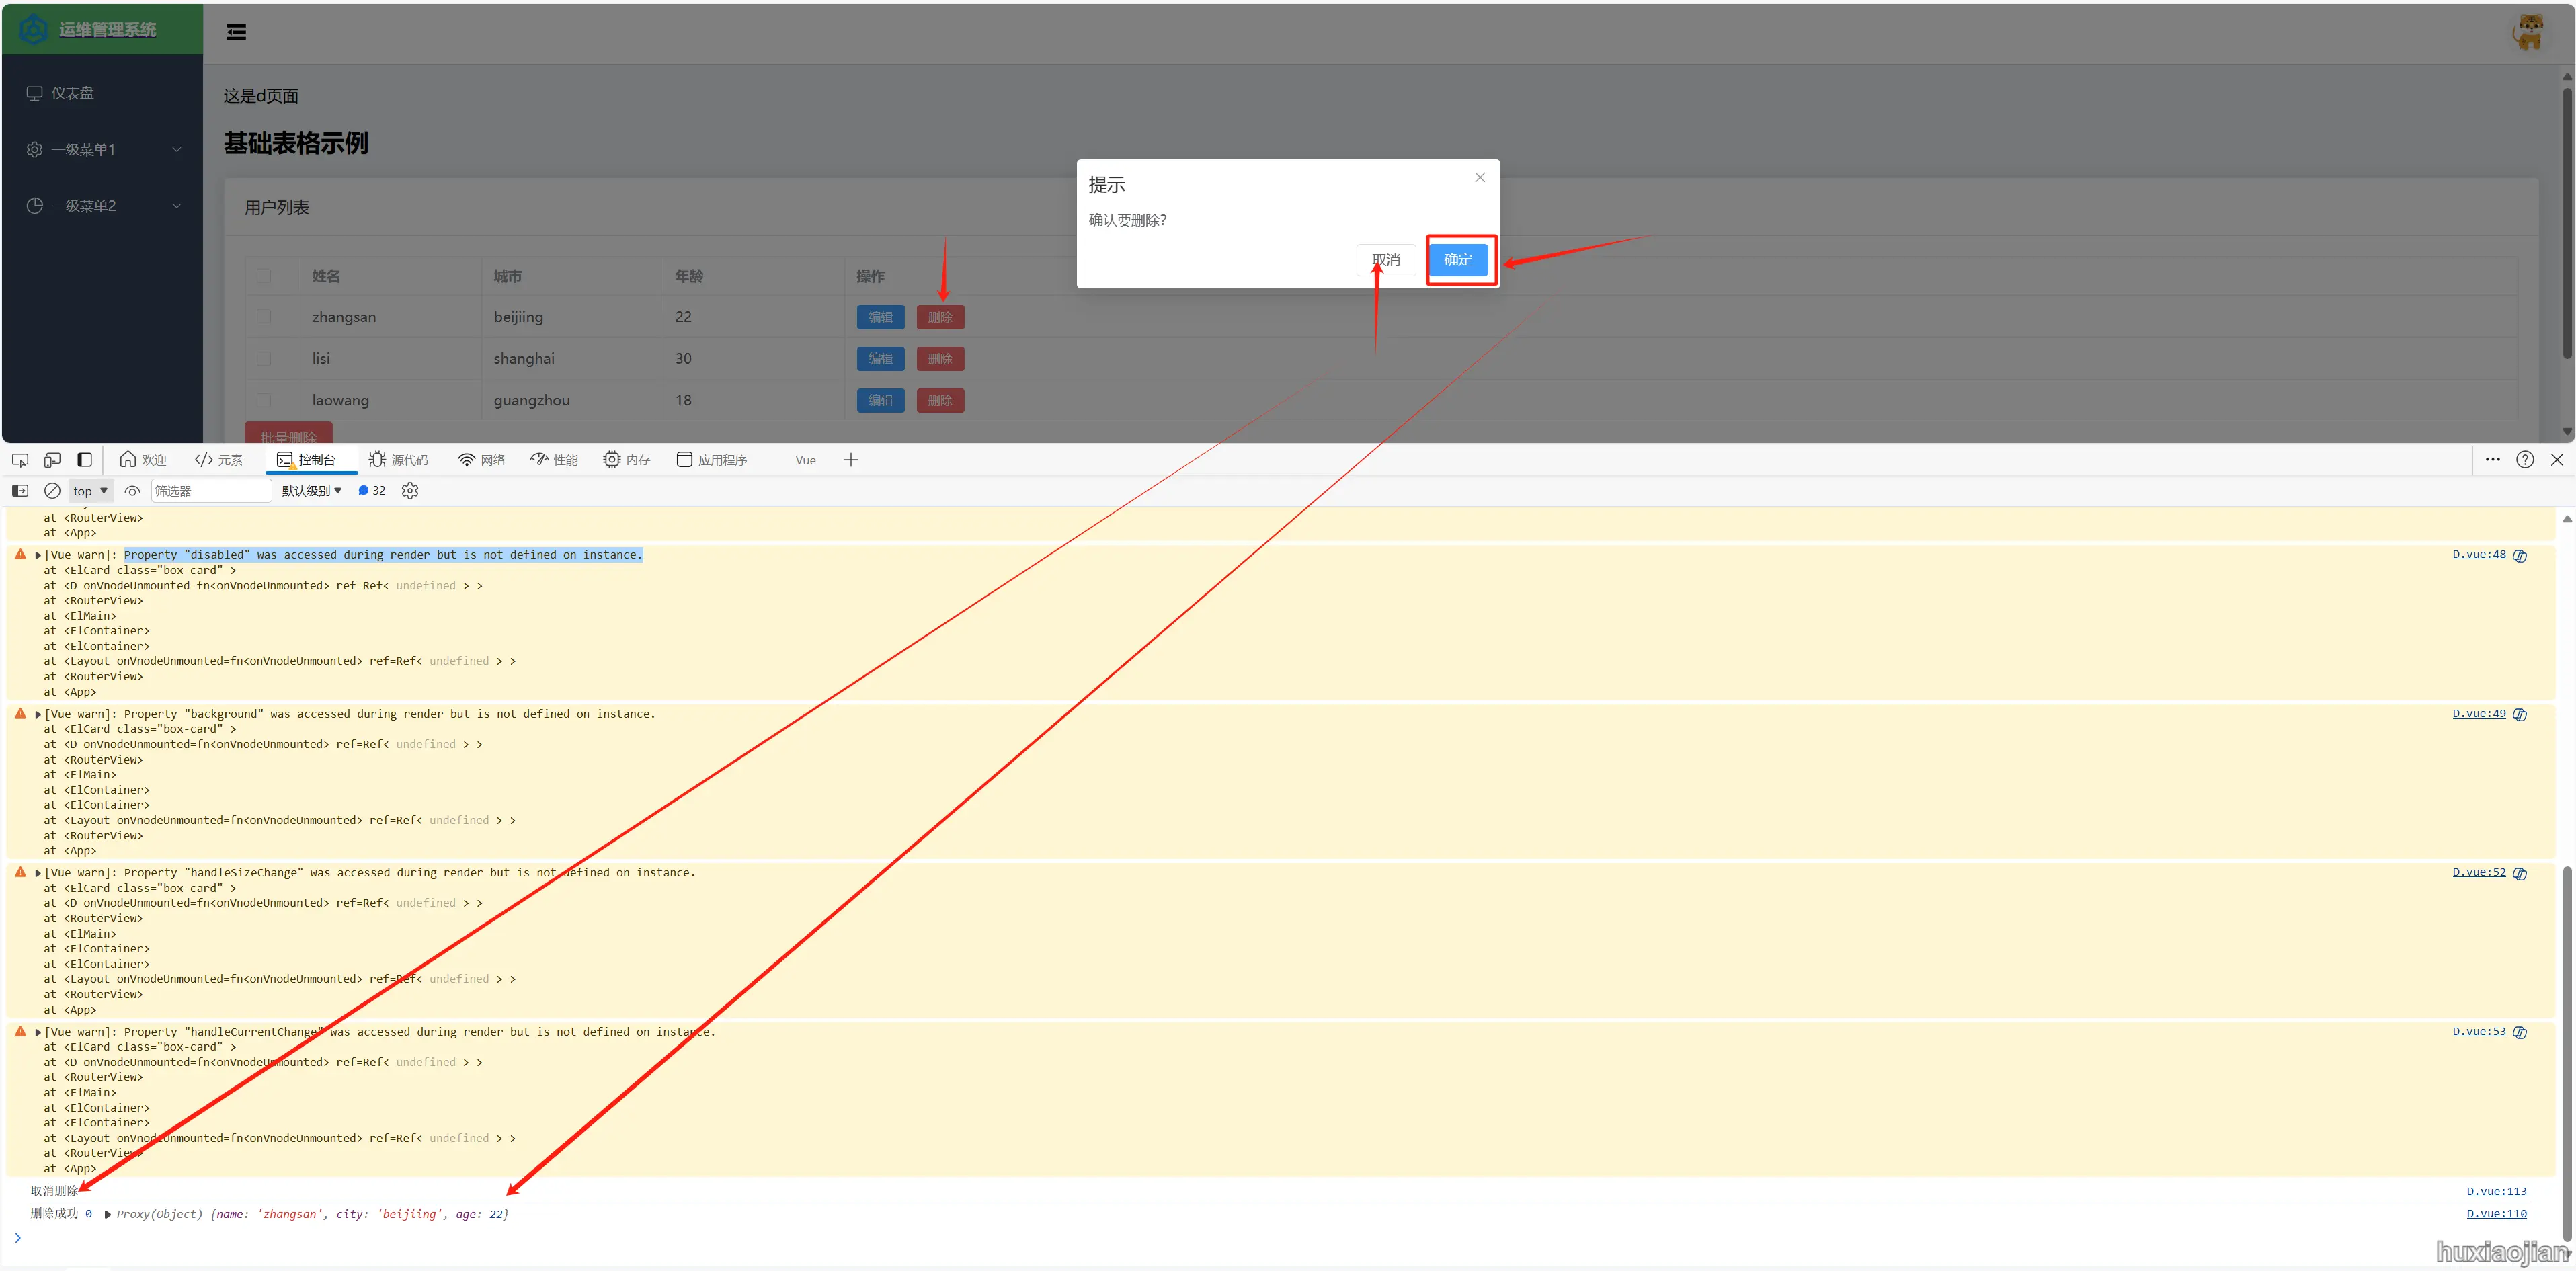 运维管理系统
仪表盘
一级菜单1
一级菜单2
这是d页面
基础表格示例
用户列表
姓名 城市 年龄 操作
zhangsan beijiing 22 编辑 删除
lisi shanghai 30 编辑 删除
laowang guangzhou 18 编辑 删除
批量删除
提示
确认要删除?
取消 确定
欢迎 元素 控制台 源代码 网络 性能 内存 应用程序 Vue
top 筛选器 默认级别 32
at <RouterView>
at <App>
[Vue warn]: Property "disabled" was accessed during render but is not defined on instance. D.vue:48
at <ElCard class="box-card" >
at <D onVnodeUnmounted=fn<onVnodeUnmounted> ref=Ref< undefined > >
at <RouterView>
at <ElMain>
at <ElContainer>
at <ElContainer>
at <Layout onVnodeUnmounted=fn<onVnodeUnmounted> ref=Ref< undefined > >
at <RouterView>
at <App>
[Vue warn]: Property "background" was accessed during render but is not defined on instance. D.vue:49
at <ElCard class="box-card" >
at <D onVnodeUnmounted=fn<onVnodeUnmounted> ref=Ref< undefined > >
at <RouterView>
at <ElMain>
at <ElContainer>
at <ElContainer>
at <Layout onVnodeUnmounted=fn<onVnodeUnmounted> ref=Ref< undefined > >
at <RouterView>
at <App>
[Vue warn]: Property "handleSizeChange" was accessed during render but is not defined on instance. D.vue:52
at <ElCard class="box-card" >
at <D onVnodeUnmounted=fn<onVnodeUnmounted> ref=Ref< undefined > >
at <RouterView>
at <ElMain>
at <ElContainer>
at <ElContainer>
at <Layout onVnodeUnmounted=fn<onVnodeUnmounted> ref=Ref< undefined > >
at <RouterView>
at <App>
[Vue warn]: Property "handleCurrentChange" was accessed during render but is not defined on instance. D.vue:53
at <ElCard class="box-card" >
at <D onVnodeUnmounted=fn<onVnodeUnmounted> ref=Ref< undefined > >
at <RouterView>
at <ElMain>
at <ElContainer>
at <ElContainer>
at <Layout onVnodeUnmounted=fn<onVnodeUnmounted> ref=Ref< undefined > >
at <RouterView>
at <App>
取消删除 D.vue:113
删除成功 0 Proxy(Object) {name: 'zhangsan', city: 'beijiing', age: 22} D.vue:110
huxiaojian